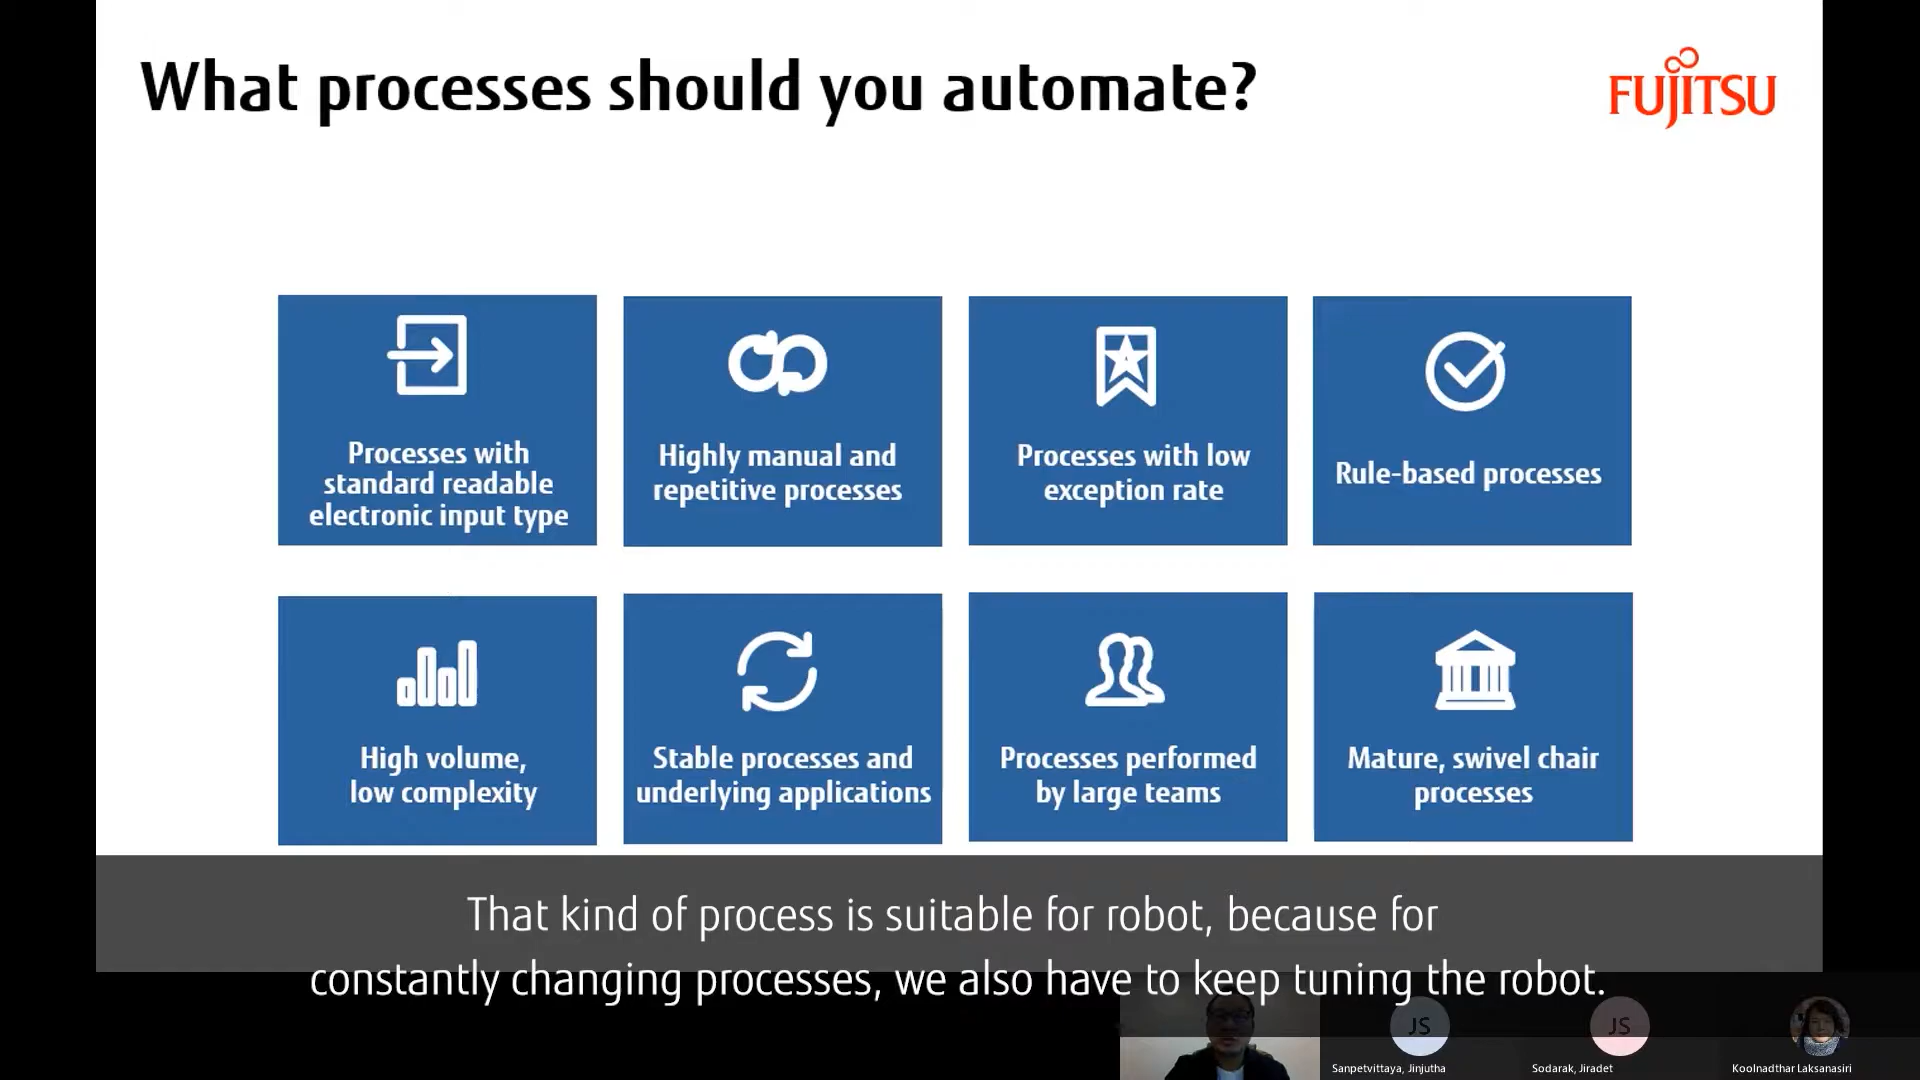 What processes should you automate?
FUJITSU
Processes with
standard readable
electronic input type
Highly manual and
repetitive processes
Processes with low
exception rate
Rule-based processes
High volume,
low complexity
Stable processes and
underlying applications
Processes performed
by large teams
Mature, swivel chair
processes
That kind of process is suitable for robot, because for
constantly changing processes, we also have to keep tuning the robot.
JS
JS
Sanpetvittaya, Jinjutha
Sodarak, Jiradet
Koolnadthar Laksanasiri